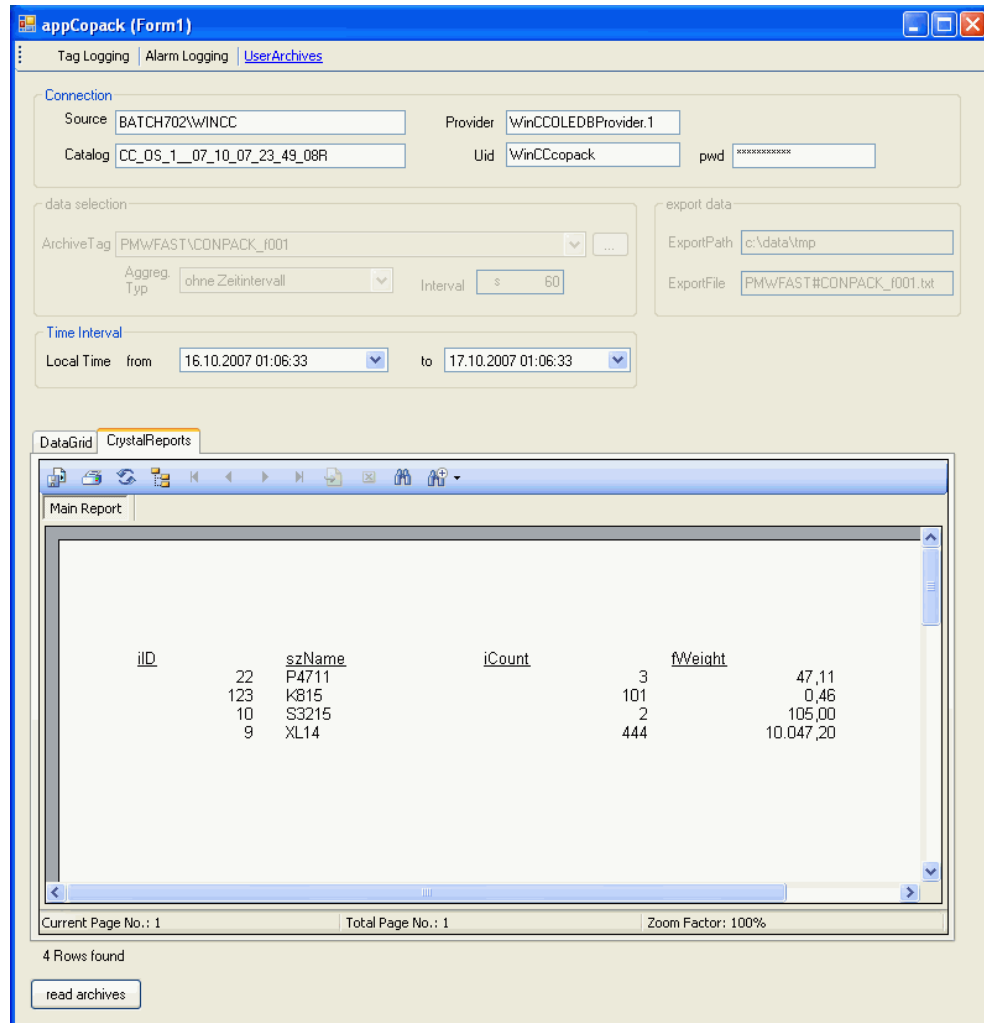 appCopack (Form1)
Tag Logging Alarm Logging UserArchives
Connection
Source BATCH702\WINCC Provider WinCCOLEDBProvider.1
Catalog CC_OS_1__07_10_07_23_49_08R Uid WinCCcopack pwd ***********
data selection export data
ArchiveTag PMWFAST\CONPACK_f001 ... ExportPath c:\data\tmp
Aggreg. Typ ohne Zeitintervall Interval s 60 ExportFile PMWFAST#CONPACK_f001.txt
Time Interval
Local Time from 16.10.2007 01:06:33 to 17.10.2007 01:06:33
DataGrid CrystalReports
Main Report
iID szName iCount fWeight
22 P4711 3 47,11
123 K815 101 0,46
10 S3215 2 105,00
9 XL14 444 10.047,20
Current Page No.: 1 Total Page No.: 1 Zoom Factor: 100%
4 Rows found
read archives